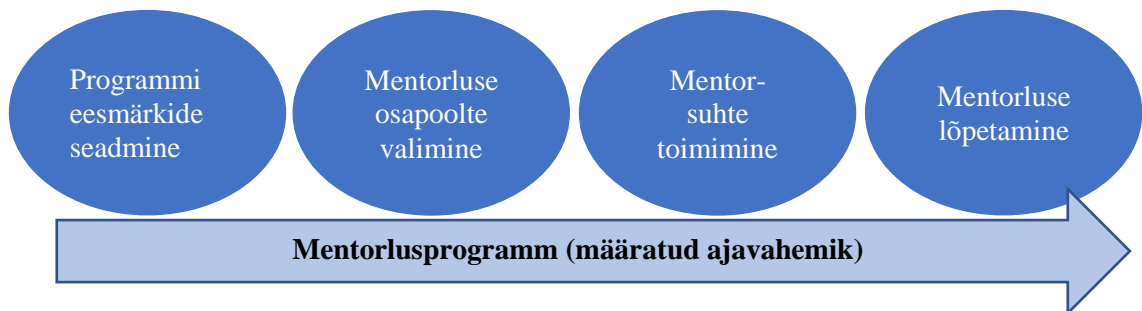 Programmi
eesmärkide
seadmine
Mentorluse
osapoolte
valimine
Mentor-
suhte
toimimine
Mentorluse
lõpetamine
Mentorlusprogramm (määratud ajavahemik)